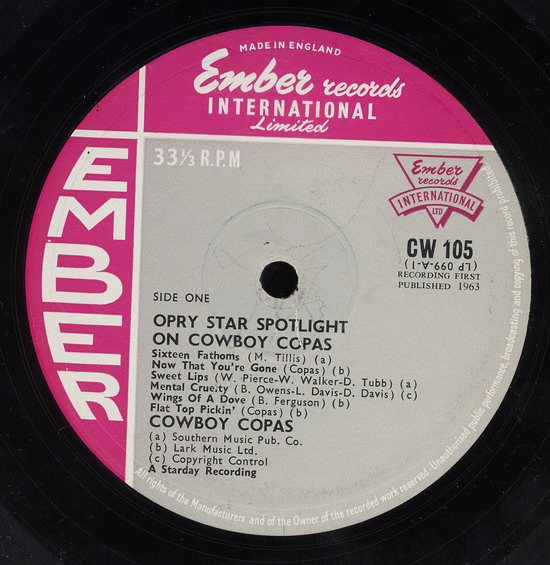 MADE IN ENGLAND
Ember records
INTERNATIONAL
Limited
EMBER
33⅓ R.P.M
Ember
records
INTERNATIONAL
LTD
CW 105
(LP 099-A-1)
RECORDING FIRST
PUBLISHED 1963
SIDE ONE
OPRY STAR SPOTLIGHT
ON COWBOY COPAS
Sixteen Fathoms (M. Tillis) (a)
Now That You're Gone (Copas) (b)
Sweet Lips (W. Pierce-W. Walker-D. Tubb) (a)
Mental Cruelty (B. Owens-L. Davis-D. Davis) (c)
Wings Of A Dove (B. Ferguson) (b)
Flat Top Pickin' (Copas) (b)
COWBOY COPAS
(a) Southern Music Pub. Co.
(b) Lark Music Ltd.
(c) Copyright Control
A Starday Recording
All rights of the Manufacturers and of the Owner of the recorded work reserved. Unauthorised public performance, broadcasting and copying of this record prohibited